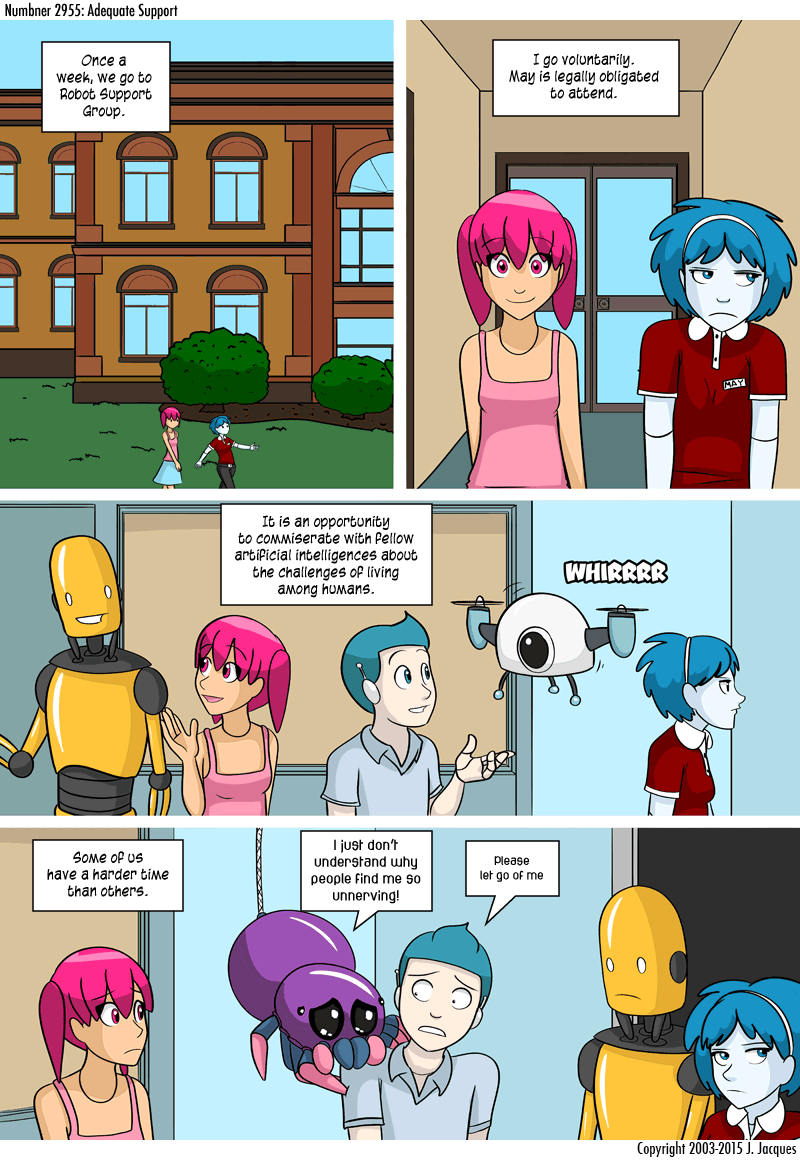 Numbner 2955: Adequate Support
Once a
week, we go to
Robot Support
Group.
I go voluntarily.
May is legally obligated
to attend.
MAY
It is an opportunity
to commiserate with fellow
artificial intelligences about
the challenges of living
among humans.
WHIRRRR
Some of us
have a harder time
than others.
I just don't
understand why
people find me so
unnerving!
Please
let go of me
Copyright 2003-2015 J. Jacques